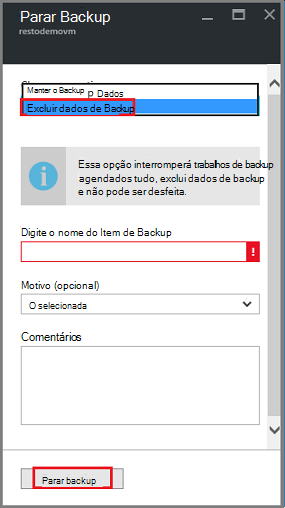 Parar Backup
restodemovm
Manter o Backup p Dados
Excluir dados de Backup
Essa opção interromperá trabalhos de backup
agendados tudo, exclui dados de backup
e não pode ser desfeita.
Digite o nome do Item de Backup
!
Motivo (opcional)
O selecionada
Comentários
Parar backup